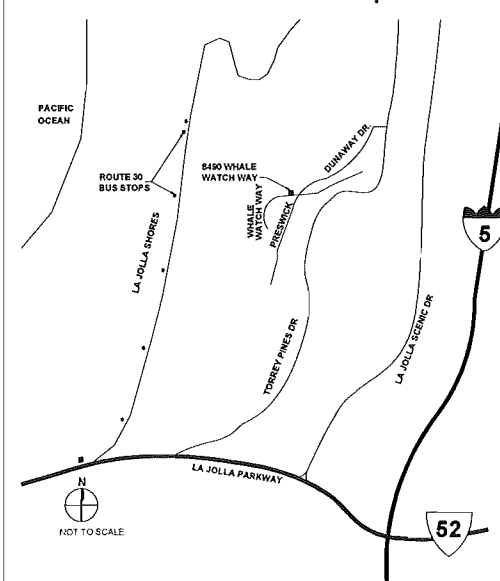 PACIFIC
OCEAN
ROUTE 30
BUS STOPS
8490 WHALE
WATCH WAY
DUNAWAY DR.
WHALE
WATCH WAY
PRESWICK
LA JOLLA SHORES
5
TORREY PINES DR
LA JOLLA SCENIC DR
LA JOLLA PARKWAY
N
NOT TO SCALE
52